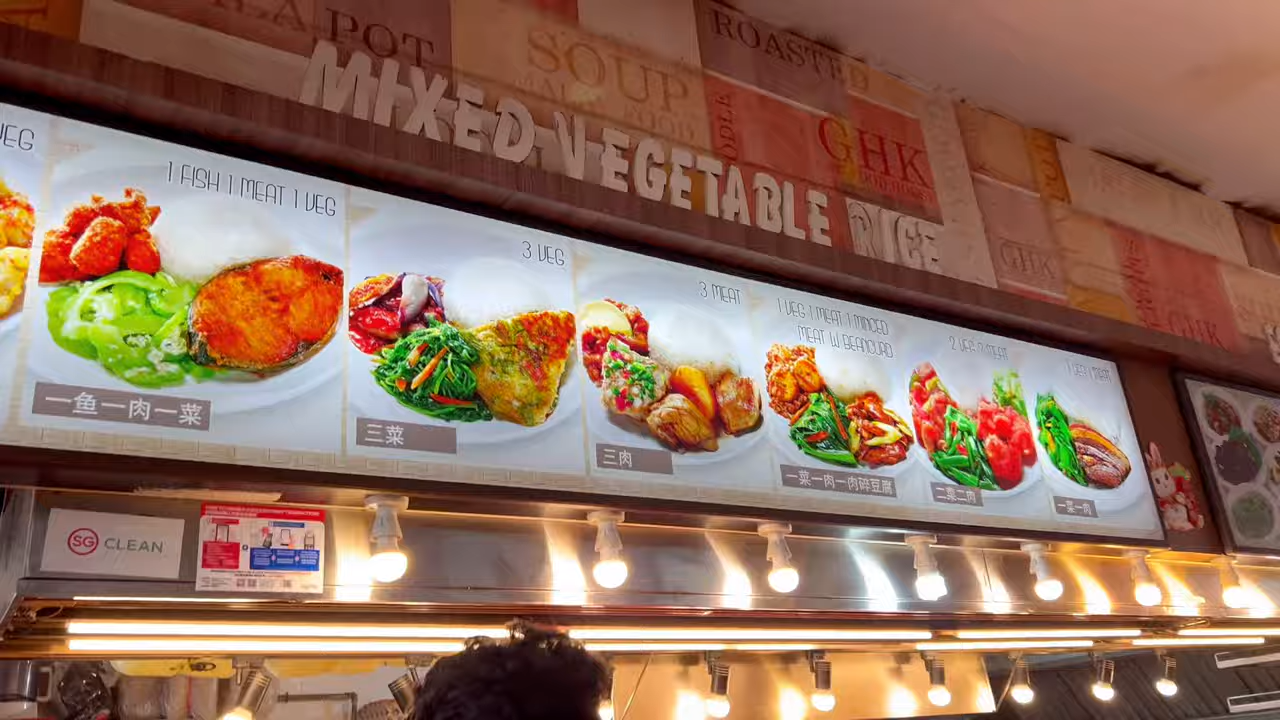 POT
SOUP
ROASTED
GHK
MIXED VEGETABLE RICE
GHK
GHK
VEG
1 FISH 1 MEAT 1 VEG
一鱼一肉一菜
3 VEG
三菜
3 MEAT
三肉
1 VEG 1 MEAT 1 MINCED
MEAT W BEANCURD
一菜一肉一肉碎豆腐
2 VEG 2 MEAT
二菜二肉
1 VEG 1 MEAT
一菜一肉
SG CLEAN